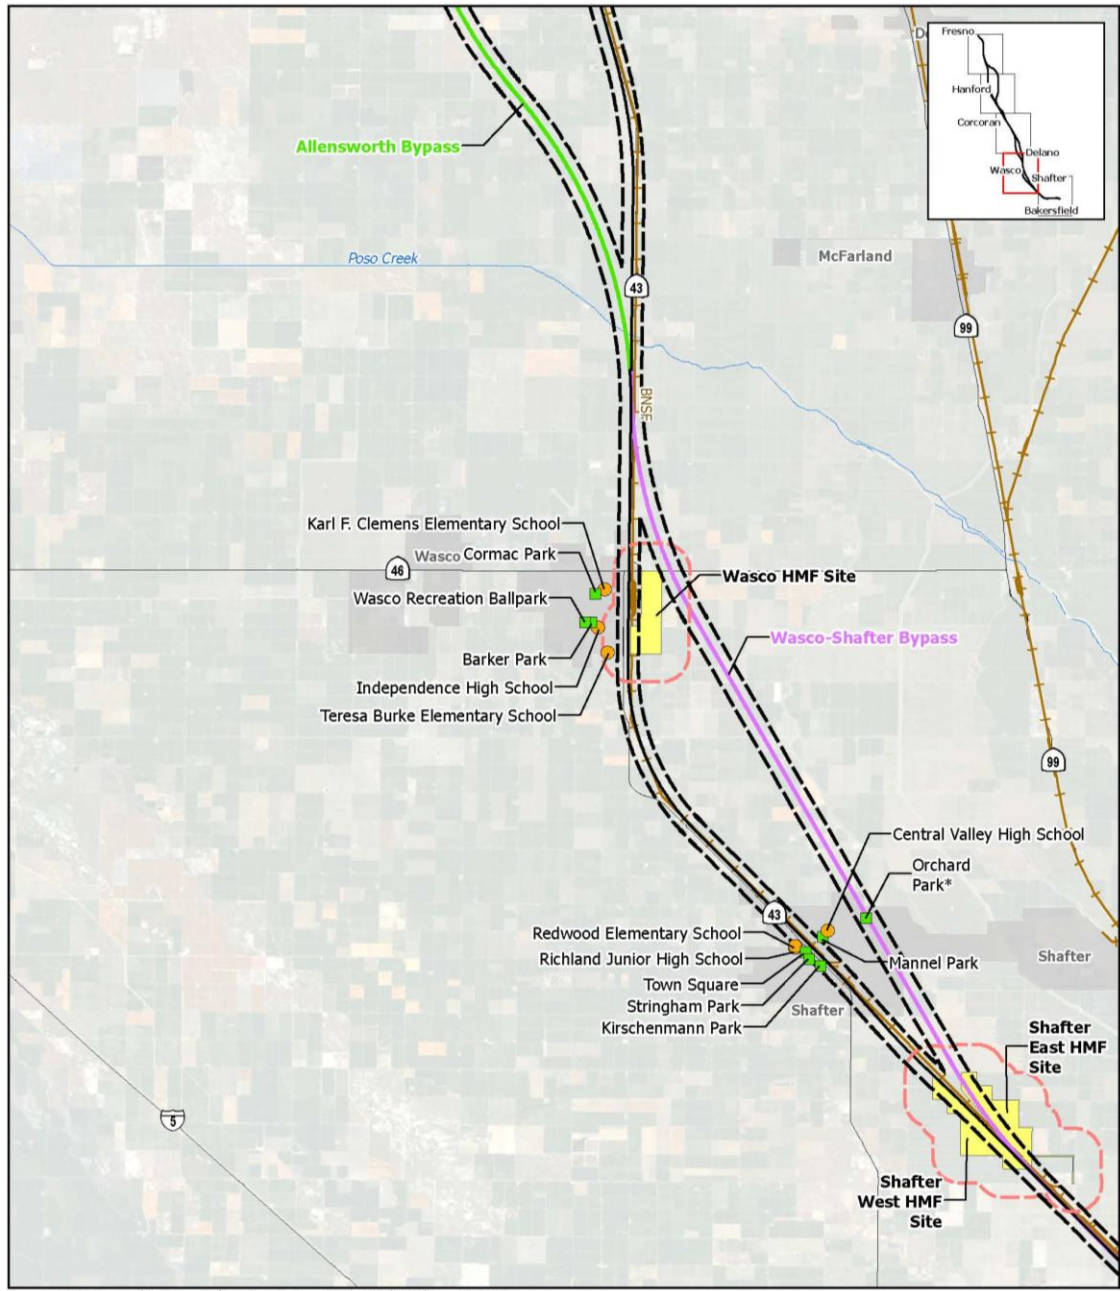 Fresno
Hanford
Corcoran
Delano
Wasco
Shafter
Bakersfield
Allensworth Bypass
Poso Creek
McFarland
43
99
BNSF
Karl F. Clemens Elementary School
Wasco
Cormac Park
46
Wasco HMF Site
Wasco Recreation Ballpark
Barker Park
Wasco-Shafter Bypass
Independence High School
Teresa Burke Elementary School
99
Central Valley High School
Orchard
Park*
43
Redwood Elementary School
Richland Junior High School
Mannel Park
Shafter
Town Square
Stringham Park
Kirschenmann Park
Shafter
Shafter
East HMF
Site
5
Shafter
West HMF
Site